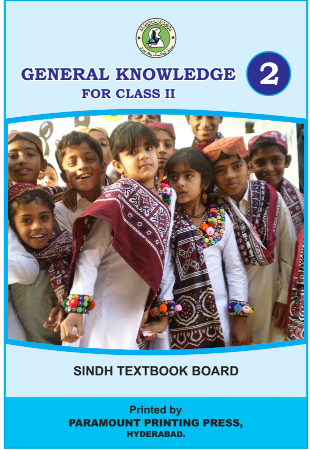 GENERAL KNOWLEDGE
FOR CLASS II
2
SINDH TEXTBOOK BOARD
Printed by
PARAMOUNT PRINTING PRESS,
HYDERABAD.